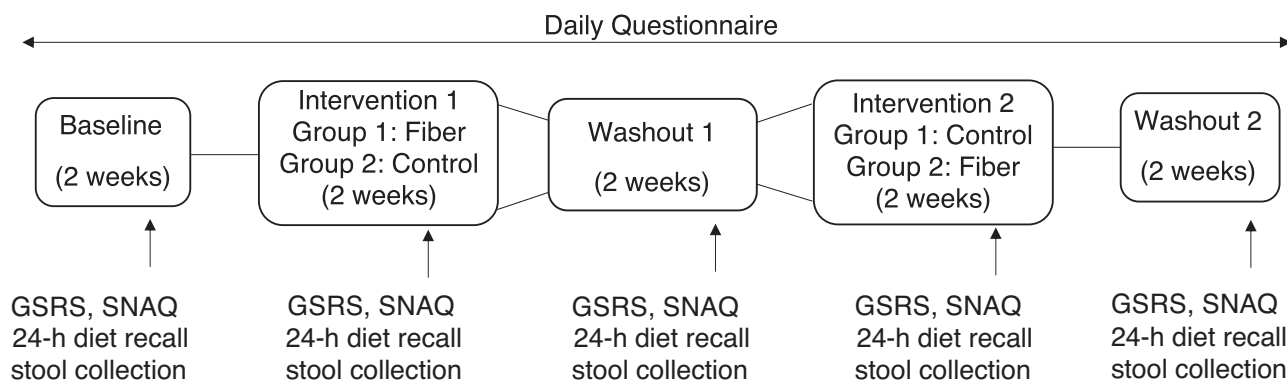 Daily Questionnaire
Baseline
(2 weeks)
Intervention 1
Group 1: Fiber
Group 2: Control
(2 weeks)
Washout 1
(2 weeks)
Intervention 2
Group 1: Control
Group 2: Fiber
(2 weeks)
Washout 2
(2 weeks)
GSRS, SNAQ
24-h diet recall
stool collection
GSRS, SNAQ
24-h diet recall
stool collection
GSRS, SNAQ
24-h diet recall
stool collection
GSRS, SNAQ
24-h diet recall
stool collection
GSRS, SNAQ
24-h diet recall
stool collection